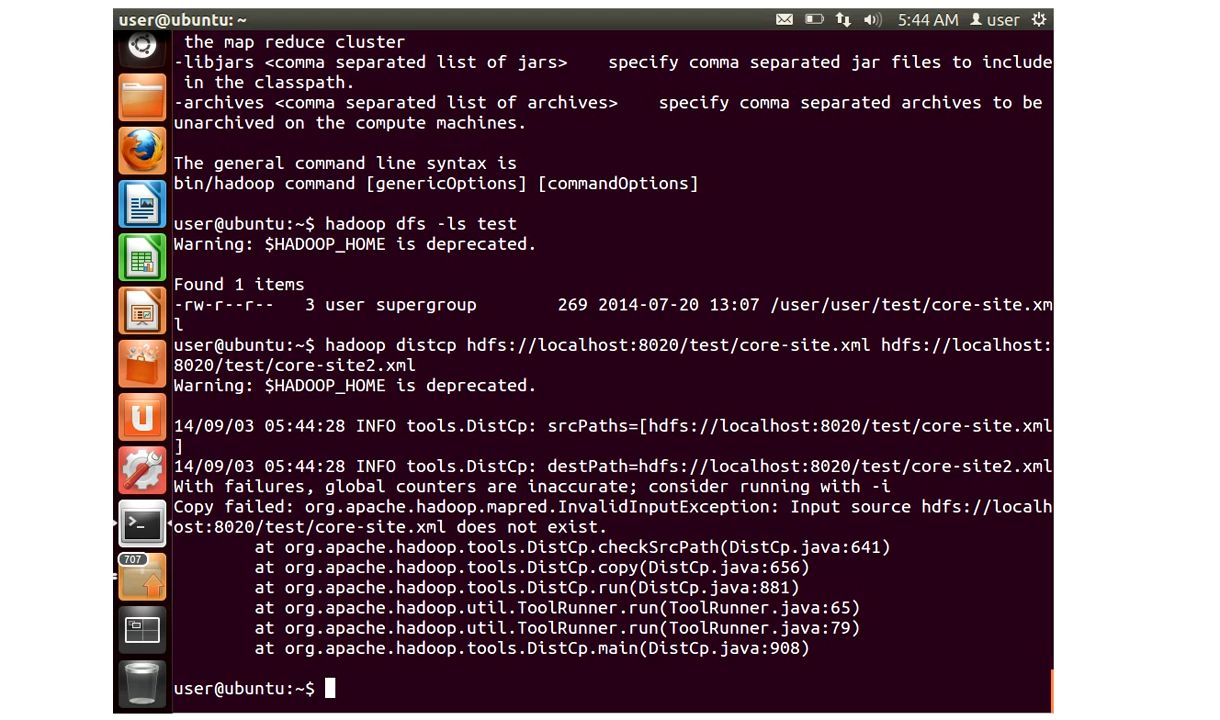 user@ubuntu: ~
5:44 AM user
the map reduce cluster
-libjars <comma separated list of jars>    specify comma separated jar files to include
in the classpath.
-archives <comma separated list of archives>    specify comma separated archives to be
unarchived on the compute machines.
The general command line syntax is
bin/hadoop command [genericOptions] [commandOptions]
user@ubuntu:~$ hadoop dfs -ls test
Warning: $HADOOP_HOME is deprecated.
Found 1 items
-rw-r--r--   3 user supergroup        269 2014-07-20 13:07 /user/user/test/core-site.xm
l
user@ubuntu:~$ hadoop distcp hdfs://localhost:8020/test/core-site.xml hdfs://localhost:
8020/test/core-site2.xml
Warning: $HADOOP_HOME is deprecated.
14/09/03 05:44:28 INFO tools.DistCp: srcPaths=[hdfs://localhost:8020/test/core-site.xml
]
14/09/03 05:44:28 INFO tools.DistCp: destPath=hdfs://localhost:8020/test/core-site2.xml
With failures, global counters are inaccurate; consider running with -i
Copy failed: org.apache.hadoop.mapred.InvalidInputException: Input source hdfs://localh
ost:8020/test/core-site.xml does not exist.
        at org.apache.hadoop.tools.DistCp.checkSrcPath(DistCp.java:641)
        at org.apache.hadoop.tools.DistCp.copy(DistCp.java:656)
        at org.apache.hadoop.tools.DistCp.run(DistCp.java:881)
        at org.apache.hadoop.util.ToolRunner.run(ToolRunner.java:65)
        at org.apache.hadoop.util.ToolRunner.run(ToolRunner.java:79)
        at org.apache.hadoop.tools.DistCp.main(DistCp.java:908)
user@ubuntu:~$
707